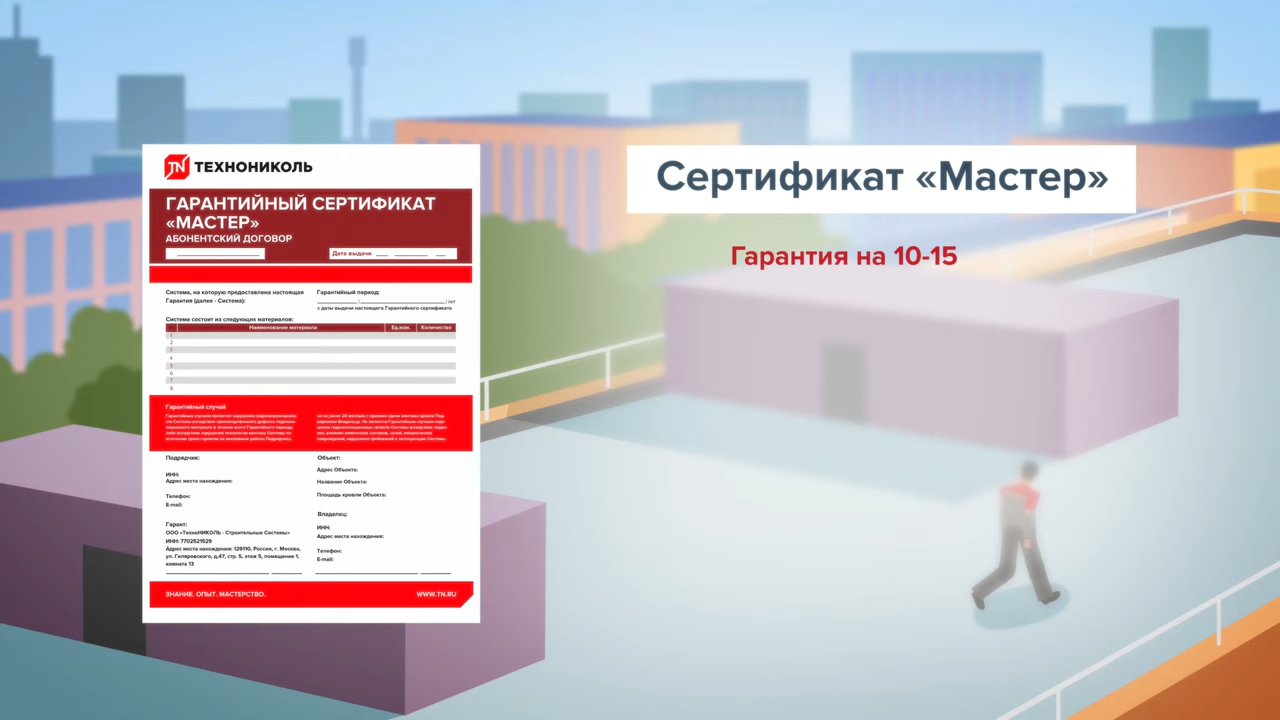 TN ТЕХНОНИКОЛЬ
ГАРАНТИЙНЫЙ СЕРТИФИКАТ
«МАСТЕР»
АБОНЕНТСКИЙ ДОГОВОР
Дата выдачи
Система, на которую предоставлена настоящая
Гарантия (далее - Система):
Гарантийный период:
лет
с даты выдачи настоящего Гарантийного сертификата
Система состоит из следующих материалов:
Наименование материала Ед.изм. Количество
1
2
3
4
5
6
7
8
Гарантийный случай
Подрядчик:
ИНН:
Адрес места нахождения:
Телефон:
E-mail:
Гарант:
ООО «ТехноНИКОЛЬ - Строительные Системы»
ИНН: 7702521529
Адрес места нахождения: 129110, Россия, г. Москва,
ул. Гиляровского, д.47, стр. 5, этаж 5, помещение 1,
комната 13
Объект:
Адрес Объекта:
Название Объекта:
Площадь кровли Объекта:
Владелец:
ИНН:
Адрес места нахождения:
Телефон:
E-mail:
ЗНАНИЕ. ОПЫТ. МАСТЕРСТВО. WWW.TN.RU
Сертификат «Мастер»
Гарантия на 10-15